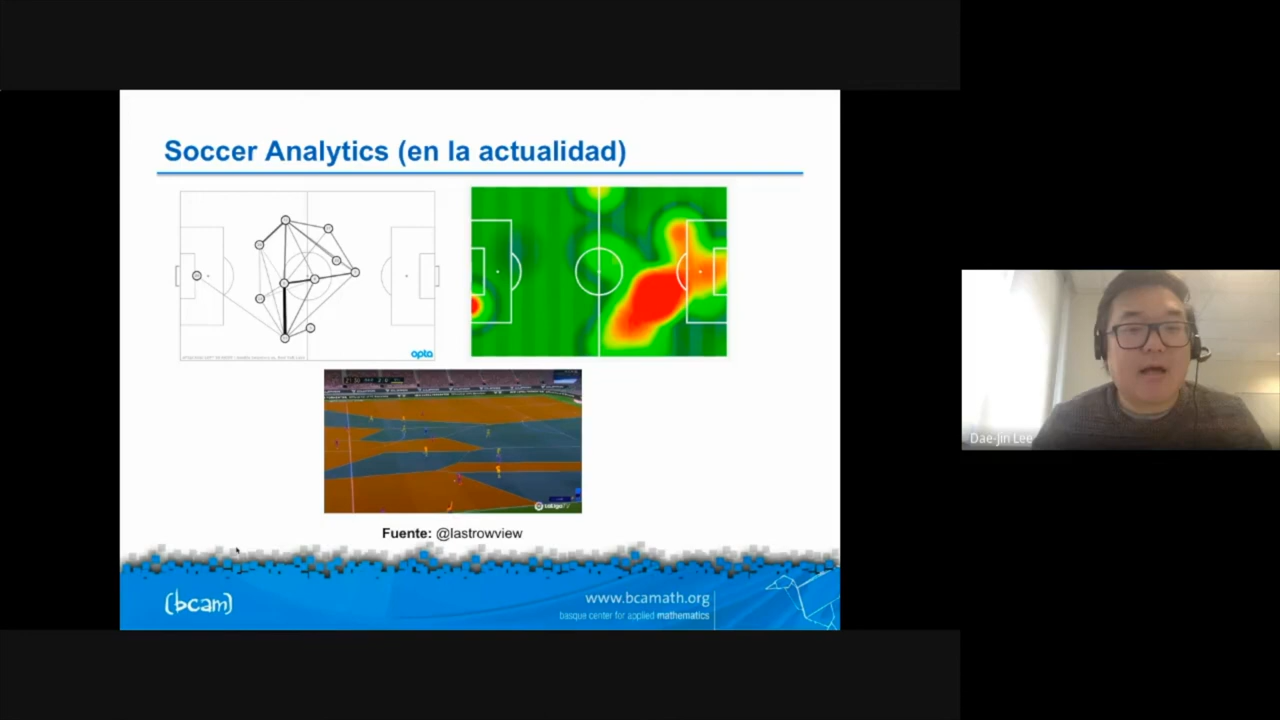 Soccer Analytics (en la actualidad)
opta
Fuente: @lastrowview
(bcam)
www.bcamath.org
basque center for applied mathematics
Dae-Jin Lee